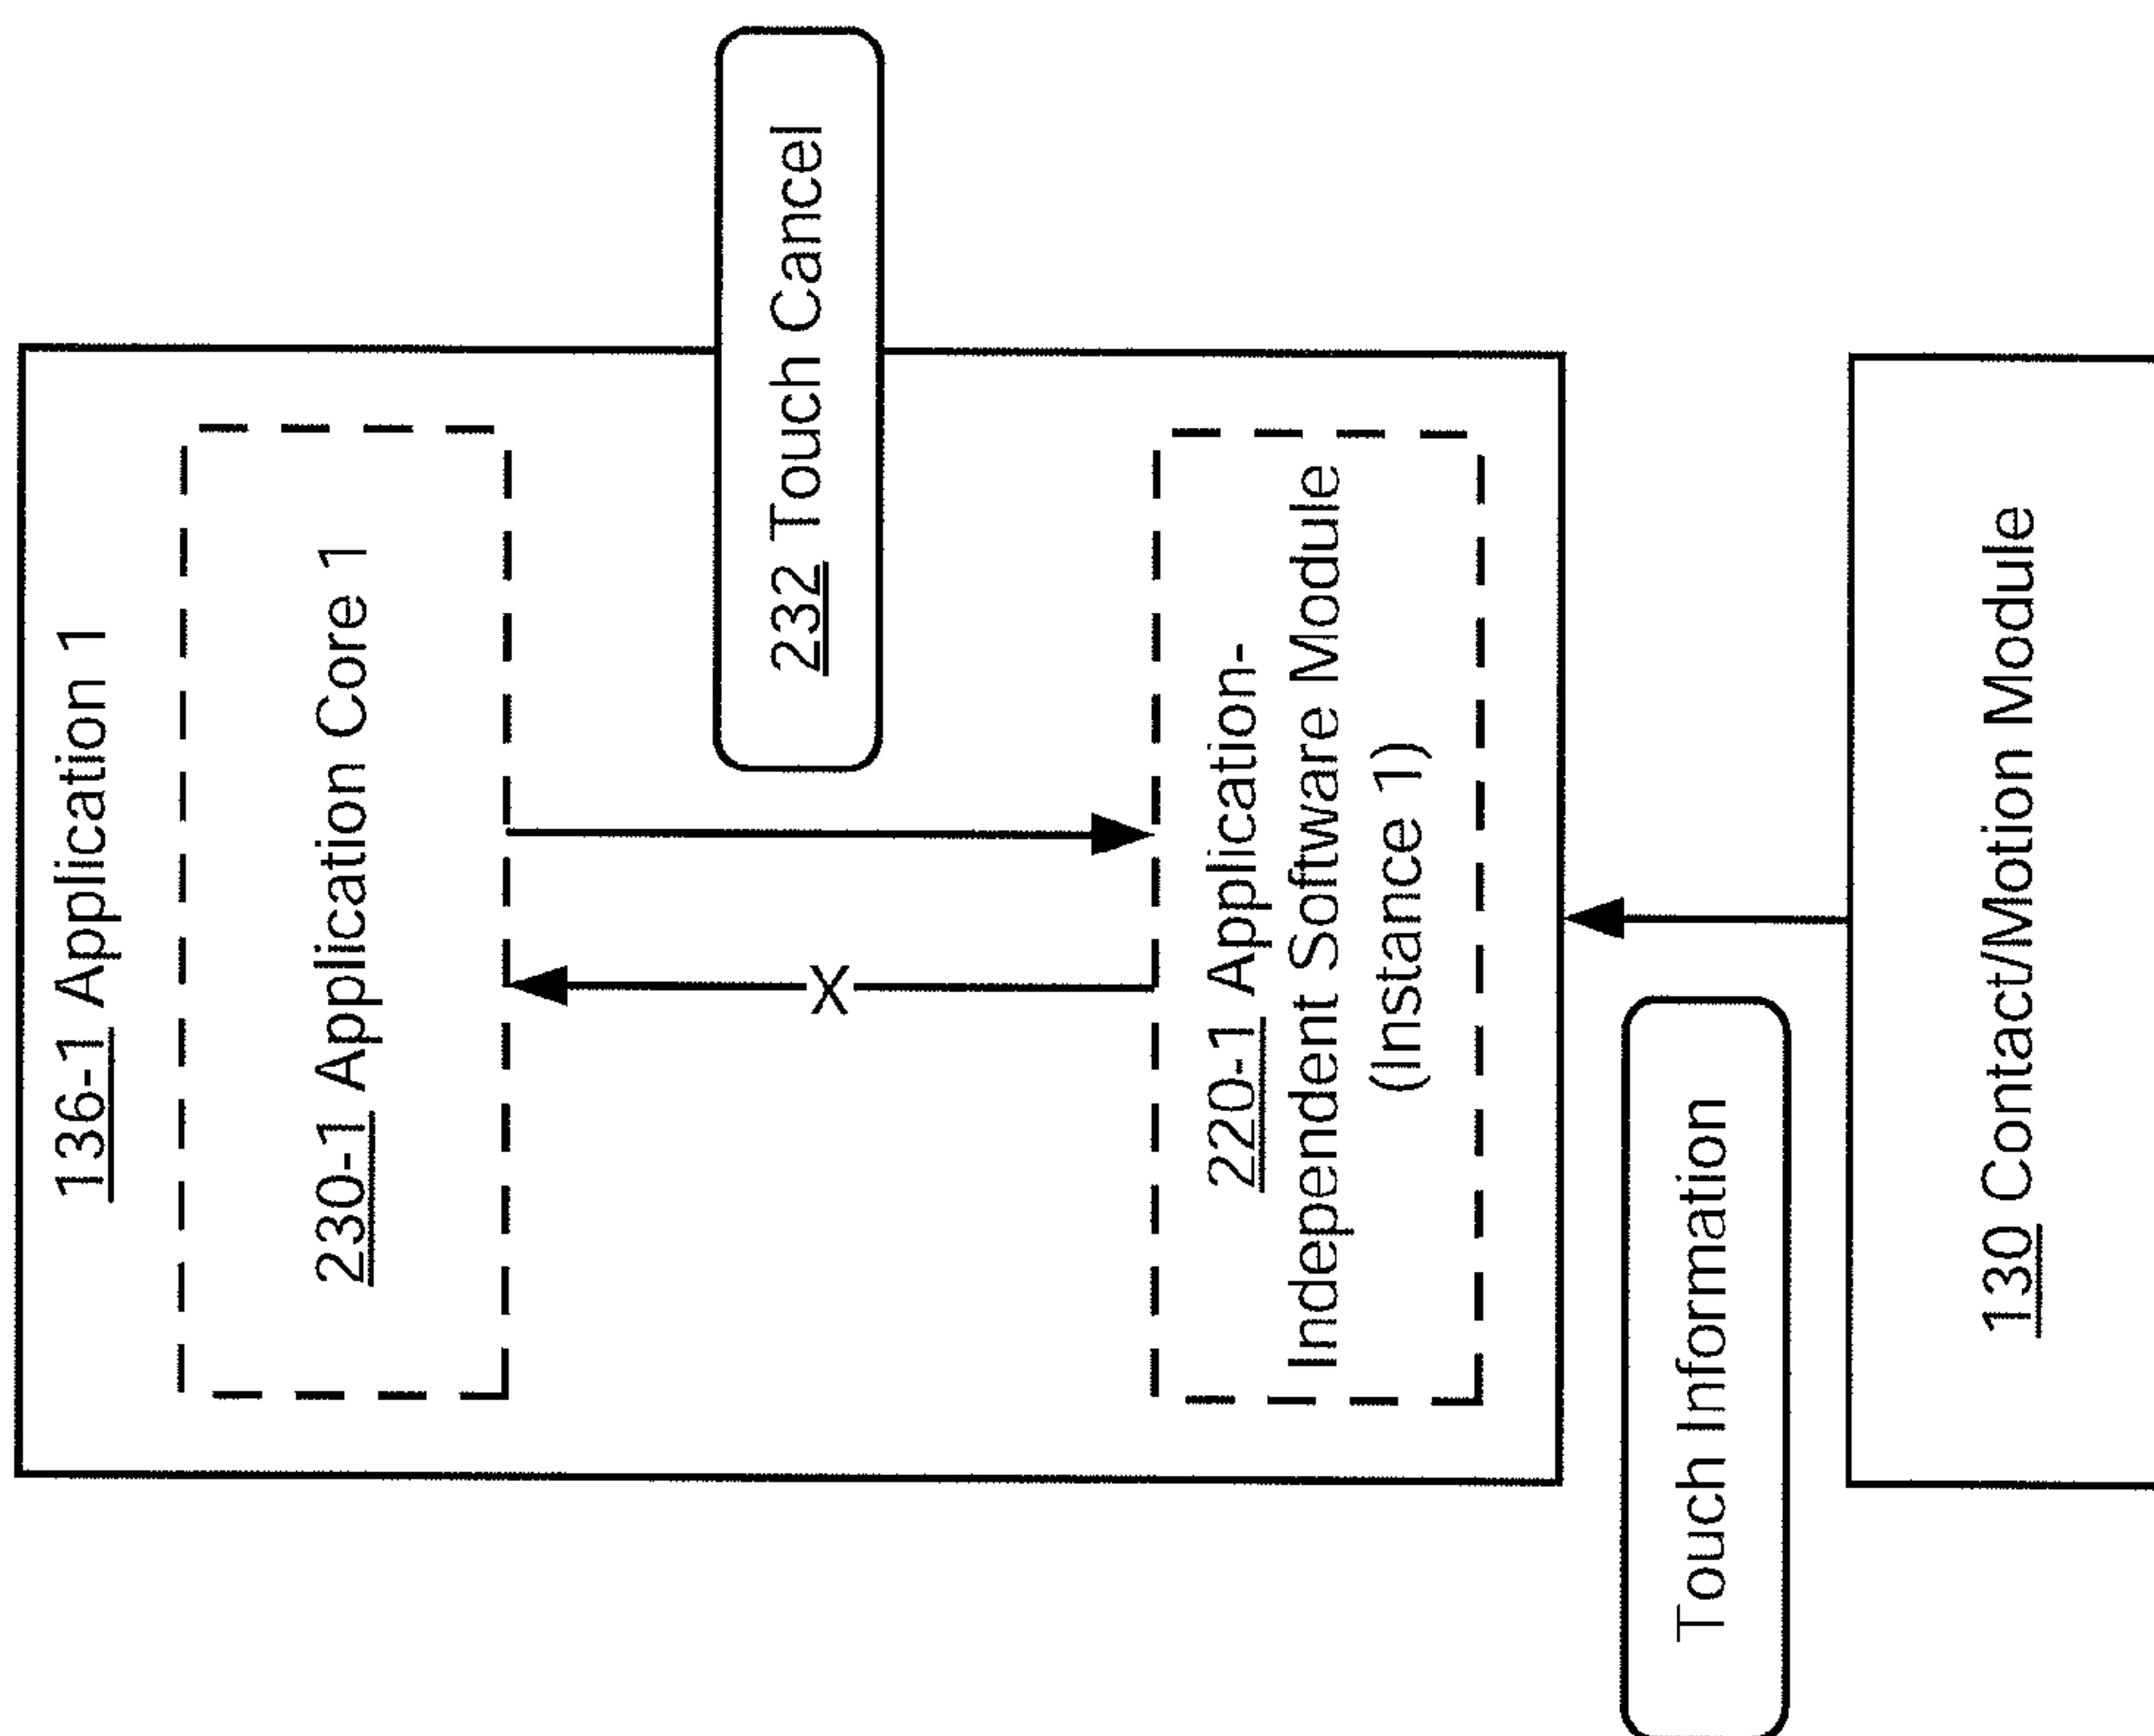 136-1 Application 1
230-1 Application Core 1
232 Touch Cancel
X
220-1 Application-
Independent Software Module
(Instance 1)
Touch Information
130 Contact/Motion Module